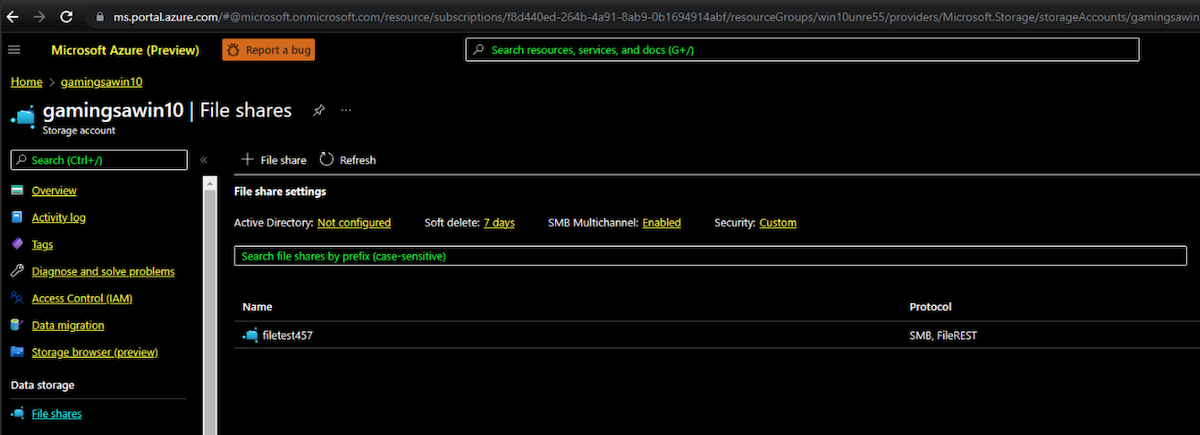 ms.portal.azure.com/#@microsoft.onmicrosoft.com/resource/subscriptions/f8d440ed-264b-4a91-8ab9-0b1694914abf/resourceGroups/win10unre55/providers/Microsoft.Storage/storageAccounts/gamingsawin
Microsoft Azure (Preview) Report a bug Search resources, services, and docs (G+/)
Home > gamingsawin10
gamingsawin10 | File shares ...
Storage account
Search (Ctrl+/) « + File share Refresh
Overview
File share settings
Activity log
Active Directory: Not configured Soft delete: 7 days SMB Multichannel: Enabled Security: Custom
Tags
Search file shares by prefix (case-sensitive)
Diagnose and solve problems
Access Control (IAM)
Name Protocol
Data migration
filetest457 SMB, FileREST
Storage browser (preview)
Data storage
File shares